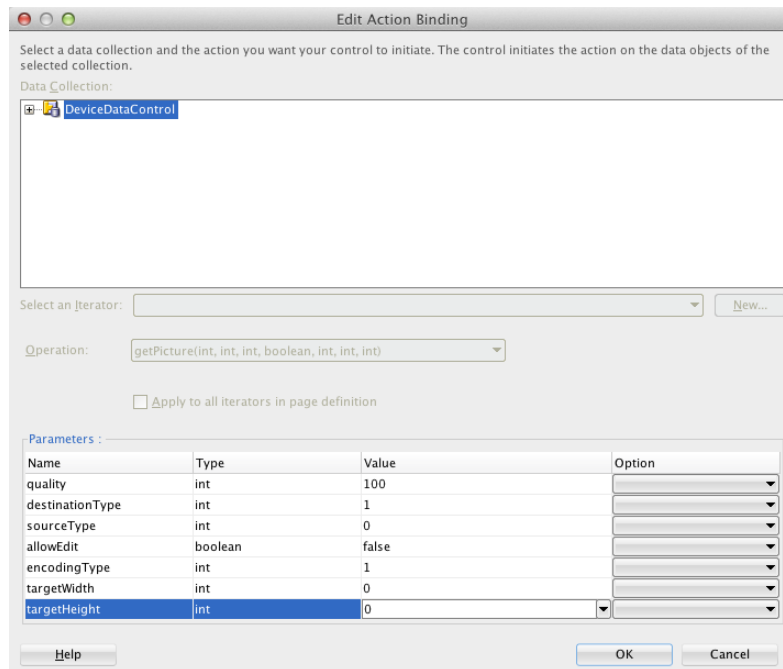 Edit Action Binding
Select a data collection and the action you want your control to initiate. The control initiates the action on the data objects of the
selected collection.
Data Collection:
DeviceDataControl
Select an Iterator:
New...
Operation:
getPicture(int, int, int, boolean, int, int, int)
Apply to all iterators in page definition
Parameters :
Name Type Value Option
quality int 100
destinationType int 1
sourceType int 0
allowEdit boolean false
encodingType int 1
targetWidth int 0
targetHeight int 0
Help OK Cancel